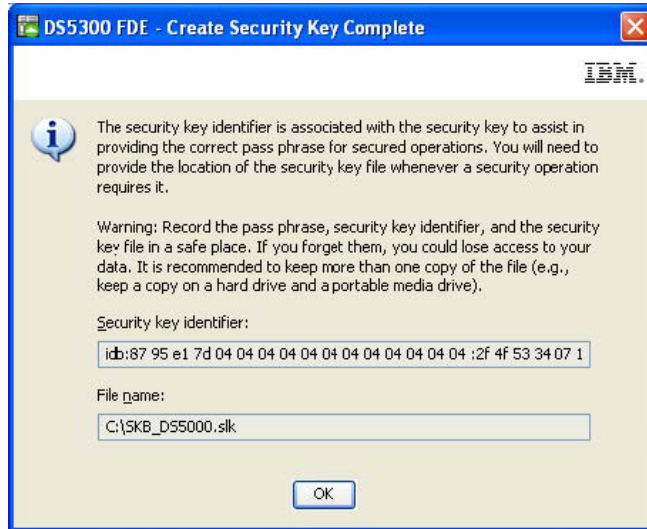 DS5300 FDE - Create Security Key Complete
IBM.
The security key identifier is associated with the security key to assist in
providing the correct pass phrase for secured operations. You will need to
provide the location of the security key file whenever a security operation
requires it.
Warning: Record the pass phrase, security key identifier, and the security
key file in a safe place. If you forget them, you could lose access to your
data. It is recommended to keep more than one copy of the file (e.g.,
keep a copy on a hard drive and a portable media drive).
Security key identifier:
idb:87 95 e1 7d 04 04 04 04 04 04 04 04 04 04 04 04 :2f 4f 53 34 07 1
File name:
C:\SKB_DS5000.slk
OK